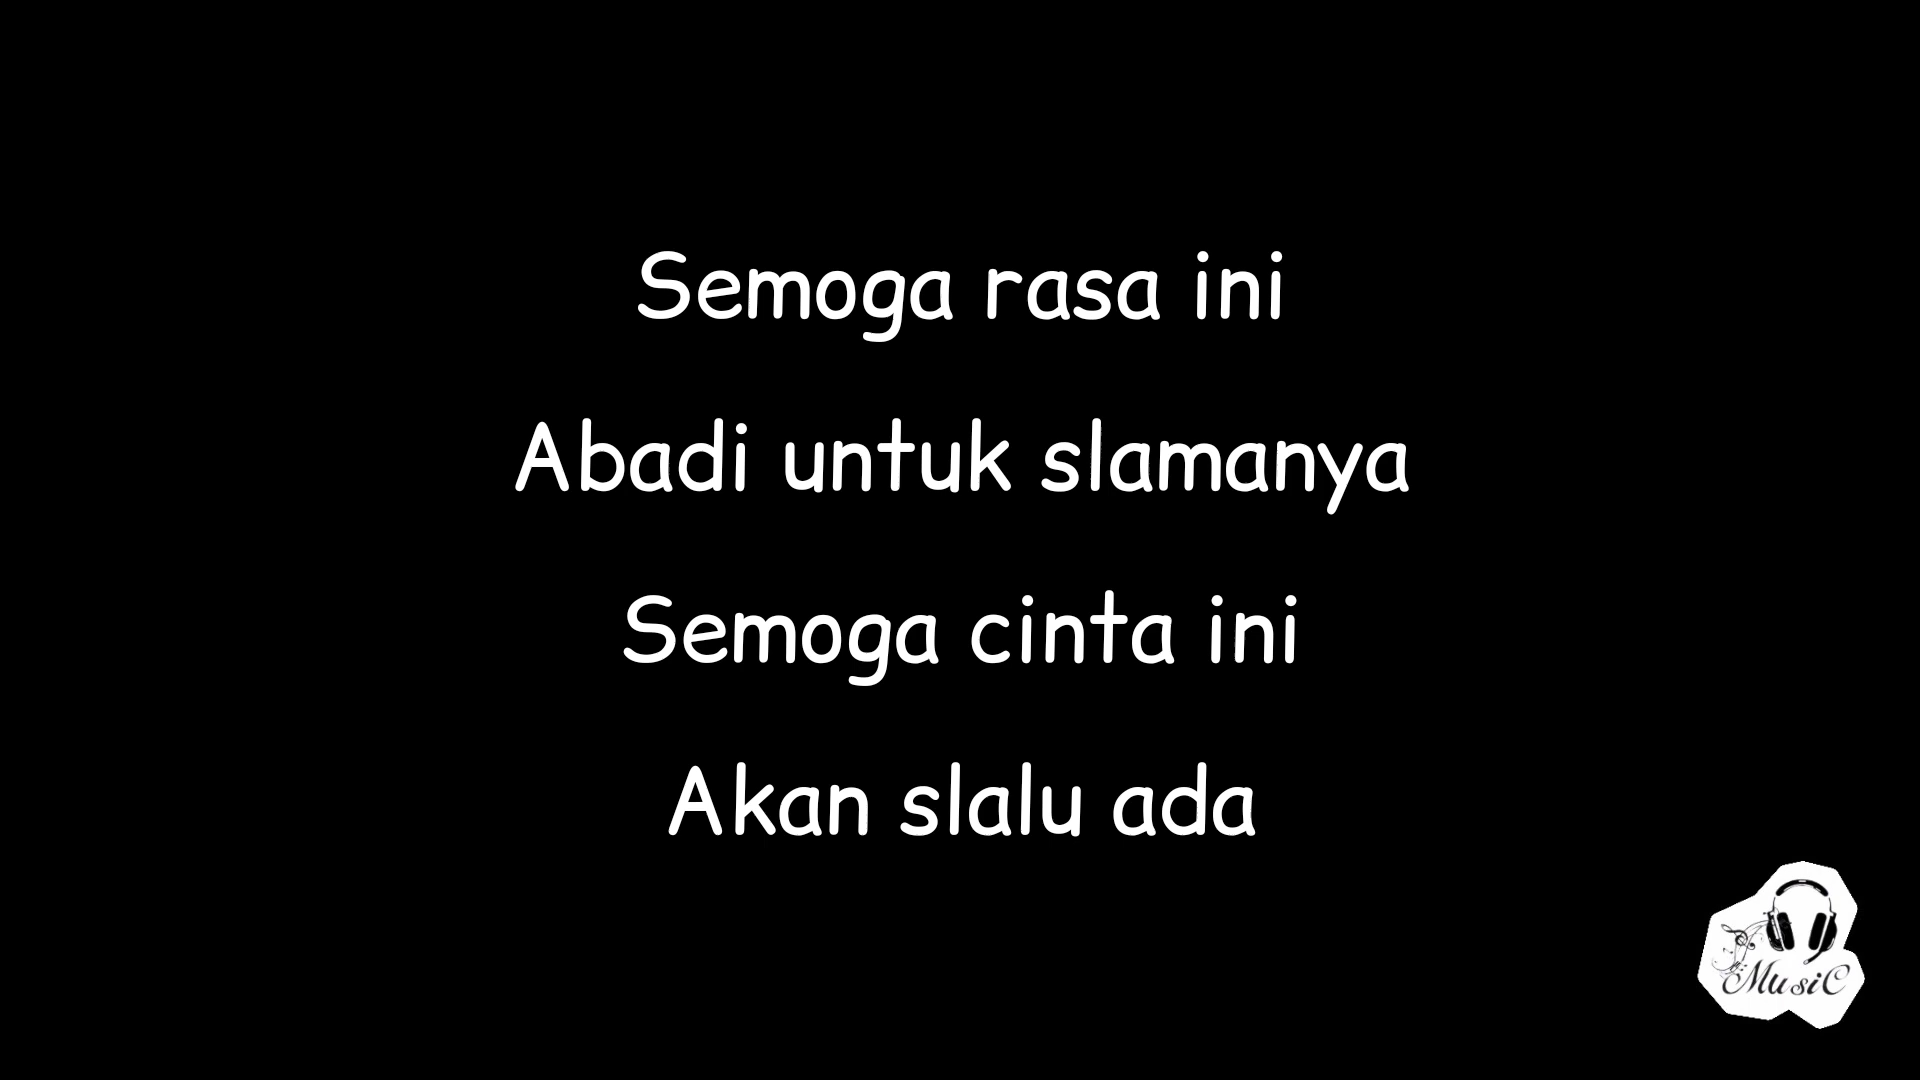 Semoga rasa ini
Abadi untuk slamanya
Semoga cinta ini
Akan slalu ada
MusiC